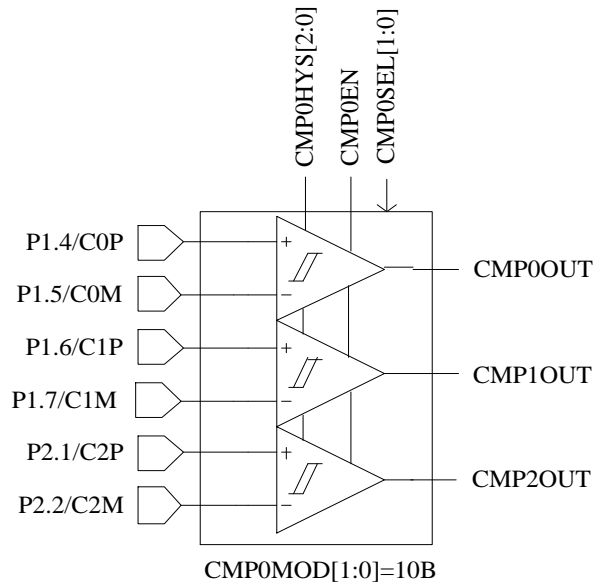 CMP0HYS[2:0]
CMP0EN
CMP0SEL[1:0]
P1.4/C0P
+
CMP0OUT
P1.5/C0M
−
P1.6/C1P
+
CMP1OUT
P1.7/C1M
−
P2.1/C2P
+
CMP2OUT
P2.2/C2M
−
CMP0MOD[1:0]=10B